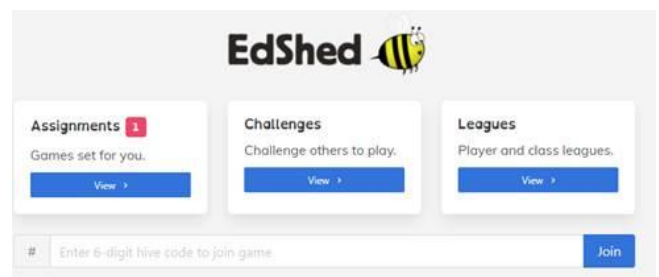 EdShed
Assignments 1
Games set for you.
View ›
Challenges
Challenge others to play.
View ›
Leagues
Player and class leagues.
View ›
# Enter 6-digit hive code to join game
Join